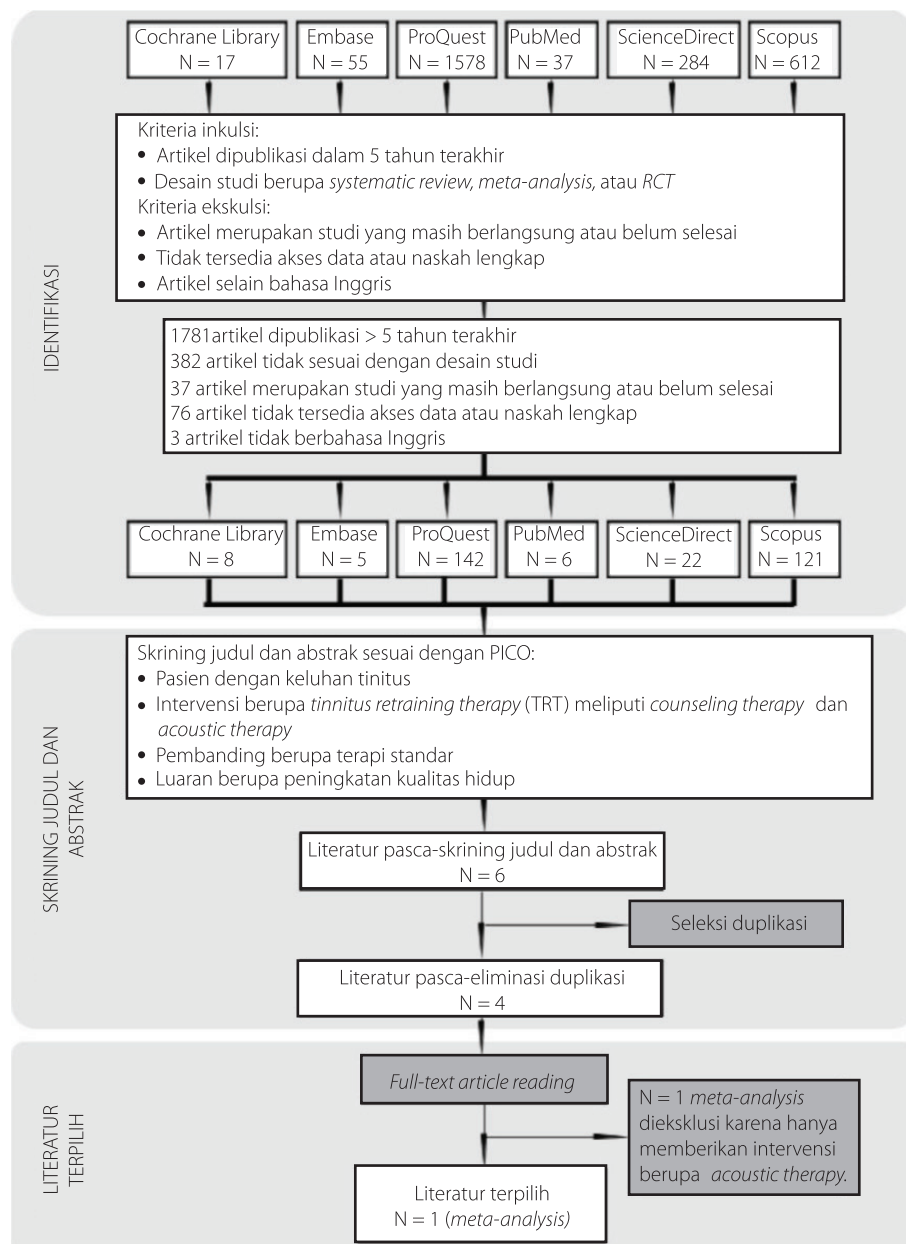 Cochrane Library
N = 17
Embase
N = 55
ProQuest
N = 1578
PubMed
N = 37
ScienceDirect
N = 284
Scopus
N = 612
IDENTIFIKASI
Kriteria inkulsi:
• Artikel dipublikasi dalam 5 tahun terakhir
• Desain studi berupa systematic review, meta-analysis, atau RCT
Kriteria ekskulsi:
• Artikel merupakan studi yang masih berlangsung atau belum selesai
• Tidak tersedia akses data atau naskah lengkap
• Artikel selain bahasa Inggris
1781artikel dipublikasi > 5 tahun terakhir
382 artikel tidak sesuai dengan desain studi
37 artikel merupakan studi yang masih berlangsung atau belum selesai
76 artikel tidak tersedia akses data atau naskah lengkap
3 artrikel tidak berbahasa Inggris
Cochrane Library
N = 8
Embase
N = 5
ProQuest
N = 142
PubMed
N = 6
ScienceDirect
N = 22
Scopus
N = 121
SKRINING JUDUL DAN
ABSTRAK
Skrining judul dan abstrak sesuai dengan PICO:
• Pasien dengan keluhan tinitus
• Intervensi berupa tinnitus retraining therapy (TRT) meliputi counseling therapy dan
acoustic therapy
• Pembanding berupa terapi standar
• Luaran berupa peningkatan kualitas hidup
Literatur pasca-skrining judul dan abstrak
N = 6
Seleksi duplikasi
Literatur pasca-eliminasi duplikasi
N = 4
LITERATUR
TERPILIH
Full-text article reading
N = 1 meta-analysis
dieksklusi karena hanya
memberikan intervensi
berupa acoustic therapy.
Literatur terpilih
N = 1 (meta-analysis)